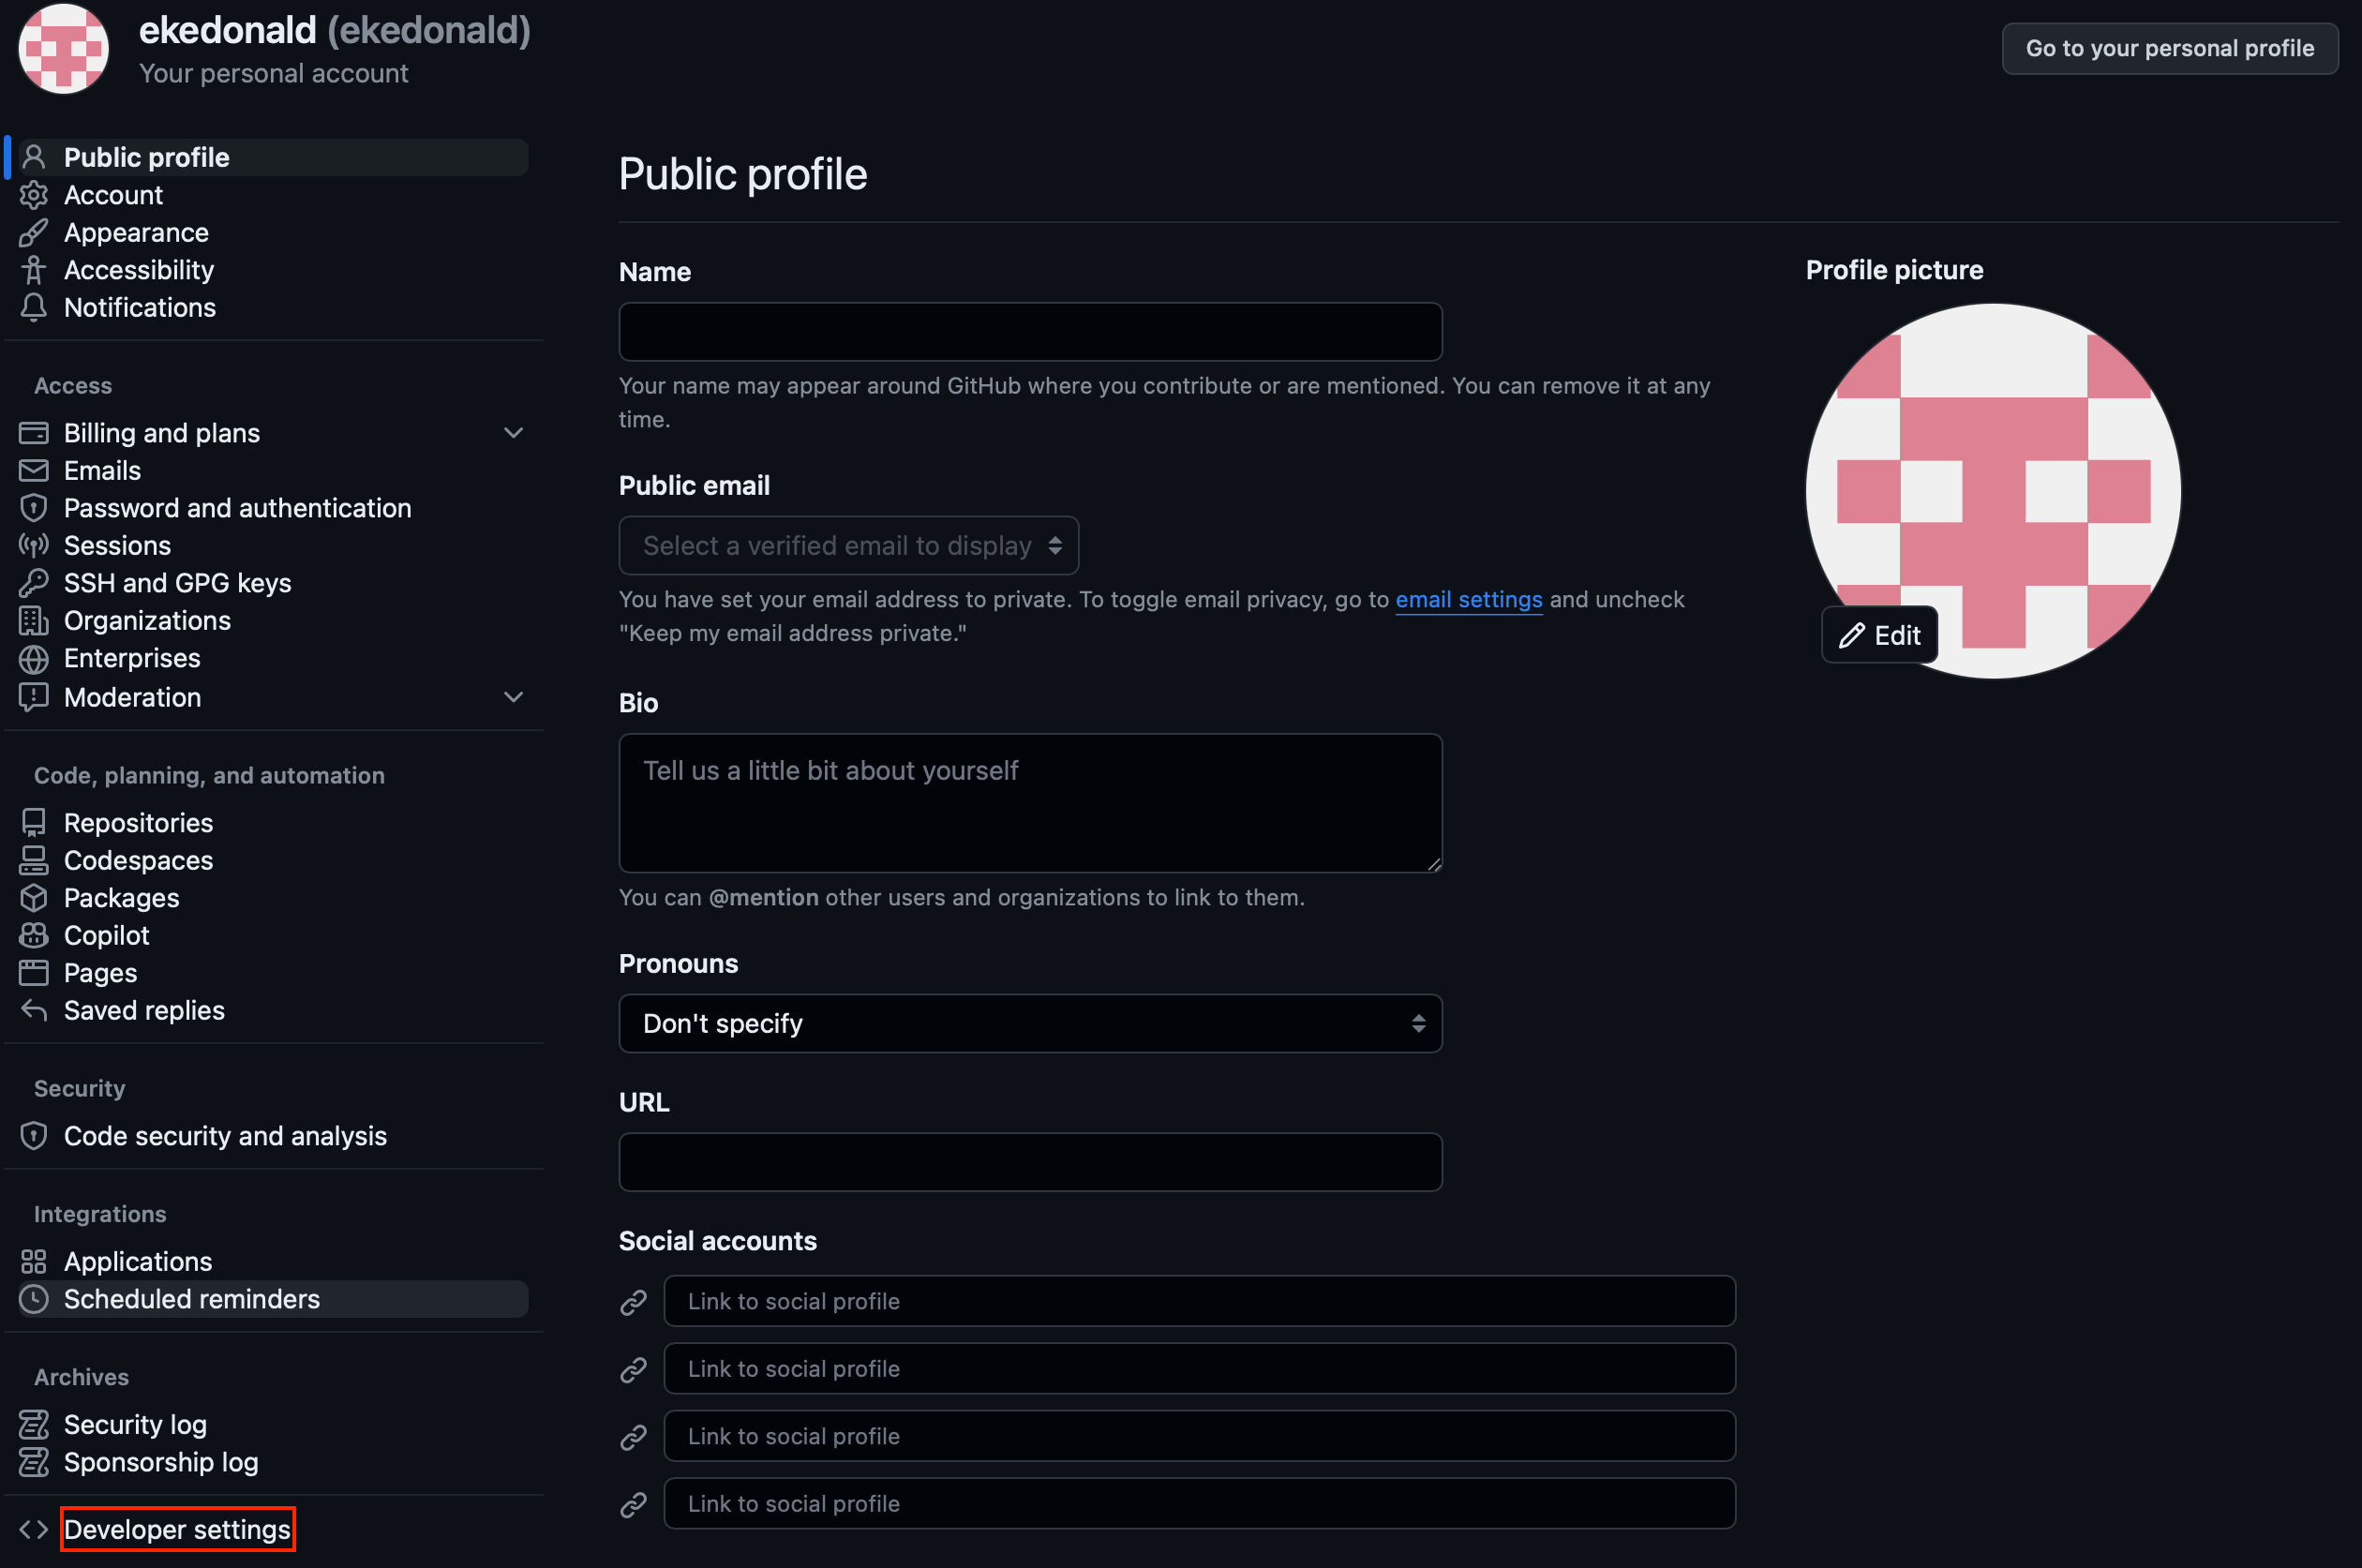 ekedonald (ekedonald)
Your personal account
Go to your personal profile
Public profile
Account
Appearance
Accessibility
Notifications
Access
Billing and plans
Emails
Password and authentication
Sessions
SSH and GPG keys
Organizations
Enterprises
Moderation
Code, planning, and automation
Repositories
Codespaces
Packages
Copilot
Pages
Saved replies
Security
Code security and analysis
Integrations
Applications
Scheduled reminders
Archives
Security log
Sponsorship log
Developer settings
Public profile
Name
Your name may appear around GitHub where you contribute or are mentioned. You can remove it at any
time.
Public email
Select a verified email to display
You have set your email address to private. To toggle email privacy, go to email settings and uncheck
"Keep my email address private."
Bio
Tell us a little bit about yourself
You can @mention other users and organizations to link to them.
Pronouns
Don't specify
URL
Social accounts
Link to social profile
Link to social profile
Link to social profile
Link to social profile
Profile picture
Edit